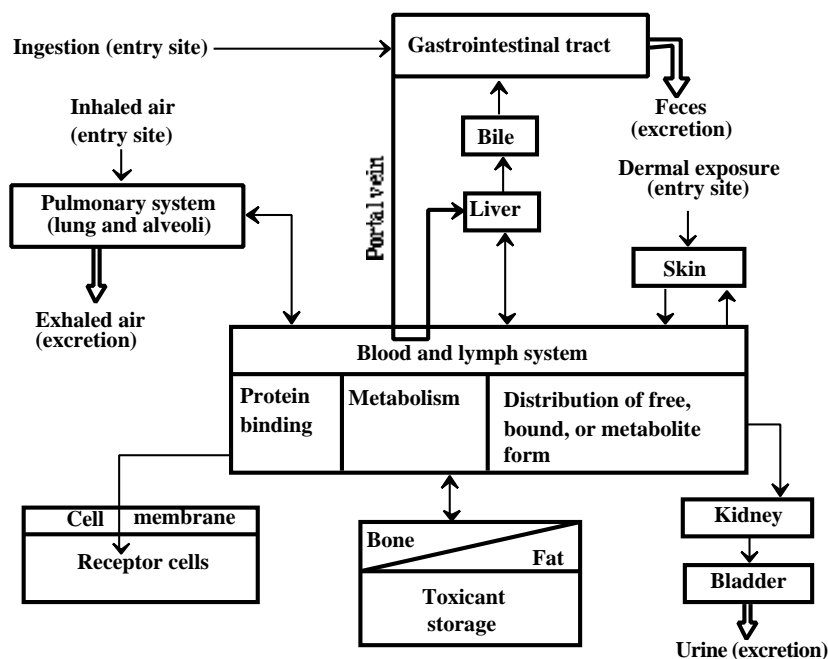 Ingestion (entry site)
Gastrointestinal tract
Feces
(excretion)
Inhaled air
(entry site)
Bile
Dermal exposure
(entry site)
Pulmonary system
(lung and alveoli)
Portal vein
Liver
Skin
Exhaled air
(excretion)
Blood and lymph system
Protein
binding
Metabolism
Distribution of free,
bound, or metabolite
form
Cell membrane
Receptor cells
Bone
Fat
Toxicant
storage
Kidney
Bladder
Urine (excretion)